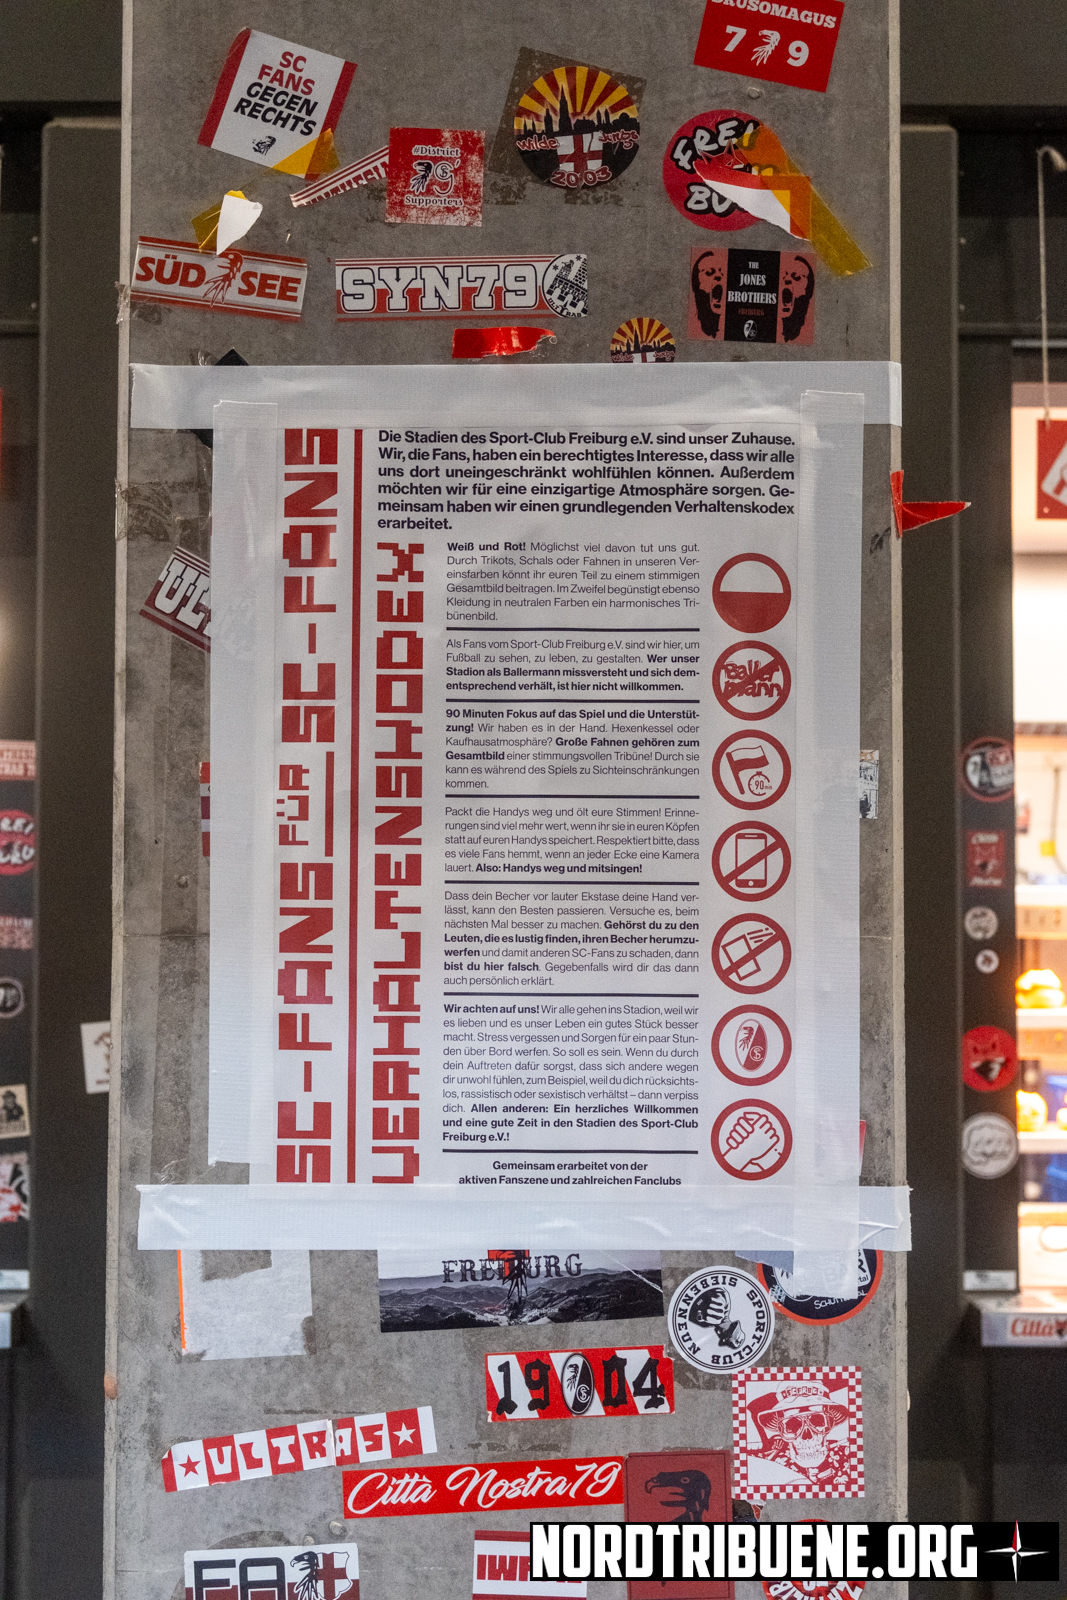 DRUSOMAGUS
79
SC
FANS
GEGEN
RECHTS
#District
79
Supporters
wilde Jungs
2003
FREI
BU
SÜD SEE
SYN79
THE
JONES
BROTHERS
FREIBURG
wilde Jungs
SC-FANS FÜR SC-FANS
VERHALTENSKODEX
Die Stadien des Sport-Club Freiburg e.V. sind unser Zuhause.
Wir, die Fans, haben ein berechtigtes Interesse, dass wir alle
uns dort uneingeschränkt wohlfühlen können. Außerdem
möchten wir für eine einzigartige Atmosphäre sorgen. Ge-
meinsam haben wir einen grundlegenden Verhaltenskodex
erarbeitet.
Weiß und Rot! Möglichst viel davon tut uns gut.
Durch Trikots, Schals oder Fahnen in unseren Ver-
einsfarben könnt ihr euren Teil zu einem stimmigen
Gesamtbild beitragen. Im Zweifel begünstigt ebenso
Kleidung in neutralen Farben ein harmonisches Tri-
bünenbild.
Als Fans vom Sport-Club Freiburg e.V. sind wir hier, um
Fußball zu sehen, zu leben, zu gestalten. Wer unser
Stadion als Ballermann missversteht und sich dem-
entsprechend verhält, ist hier nicht willkommen.
Baller
mann
90 Minuten Fokus auf das Spiel und die Unterstüt-
zung! Wir haben es in der Hand. Hexenkessel oder
Kaufhausatmosphäre? Große Fahnen gehören zum
Gesamtbild einer stimmungsvollen Tribüne! Durch sie
kann es während des Spiels zu Sichteinschränkungen
kommen.
90min
Packt die Handys weg und ölt eure Stimmen! Erinne-
rungen sind viel mehr wert, wenn ihr sie in euren Köpfen
statt auf euren Handys speichert. Respektiert bitte, dass
es viele Fans hemmt, wenn an jeder Ecke eine Kamera
lauert. Also: Handys weg und mitsingen!
Dass dein Becher vor lauter Ekstase deine Hand ver-
lässt, kann den Besten passieren. Versuche es, beim
nächsten Mal besser zu machen. Gehörst du zu den
Leuten, die es lustig finden, ihren Becher herumzu-
werfen und damit anderen SC-Fans zu schaden, dann
bist du hier falsch. Gegebenfalls wird dir das dann
auch persönlich erklärt.
Wir achten auf uns! Wir alle gehen ins Stadion, weil wir
es lieben und es unser Leben ein gutes Stück besser
macht. Stress vergessen und Sorgen für ein paar Stun-
den über Bord werfen. So soll es sein. Wenn du durch
dein Auftreten dafür sorgst, dass sich andere wegen
dir unwohl fühlen, zum Beispiel, weil du dich rücksichts-
los, rassistisch oder sexistisch verhältst – dann verpiss
dich. Allen anderen: Ein herzliches Willkommen
und eine gute Zeit in den Stadien des Sport-Club
Freiburg e.V.!
Gemeinsam erarbeitet von der
aktiven Fanszene und zahlreichen Fanclubs
FREIBURG
Südtribüne
SPORT-CLUB
1904
ULTRAS
Città Nostra 79
Città
NORDTRIBUENE.ORG